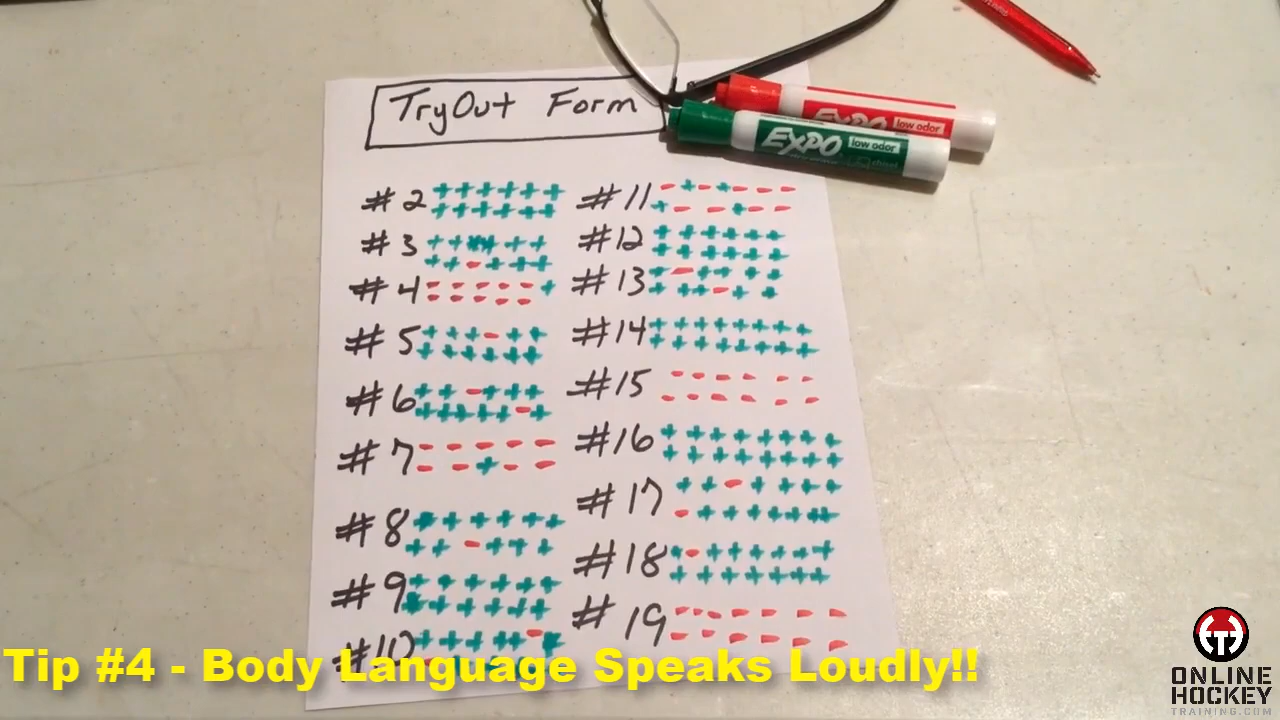 TryOut Form
#2
#3
#4
#5
#6
#7
#8
#9
#10
#11
#12
#13
#14
#15
#16
#17
#18
#19
EXPO low odor
EXPO low odor
Tip #4 - Body Language Speaks Loudly!!
ONLINE
HOCKEY
TRAINING.COM